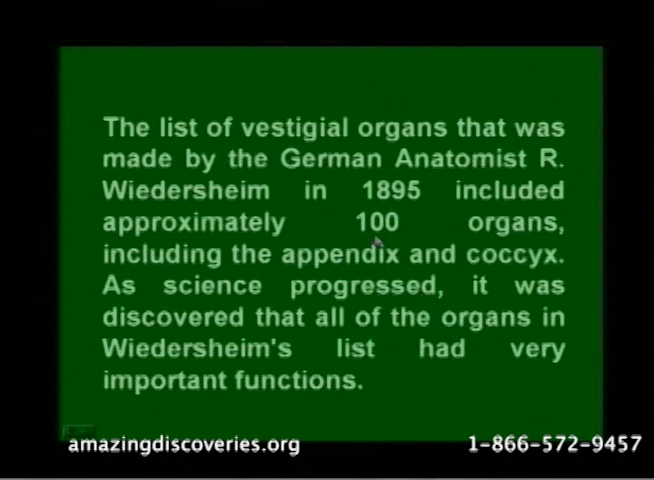 The list of vestigial organs that was
made by the German Anatomist R.
Wiedersheim in 1895 included
approximately 100 organs,
including the appendix and coccyx.
As science progressed, it was
discovered that all of the organs in
Wiedersheim's list had very
important functions.
amazingdiscoveries.org 1-866-572-9457